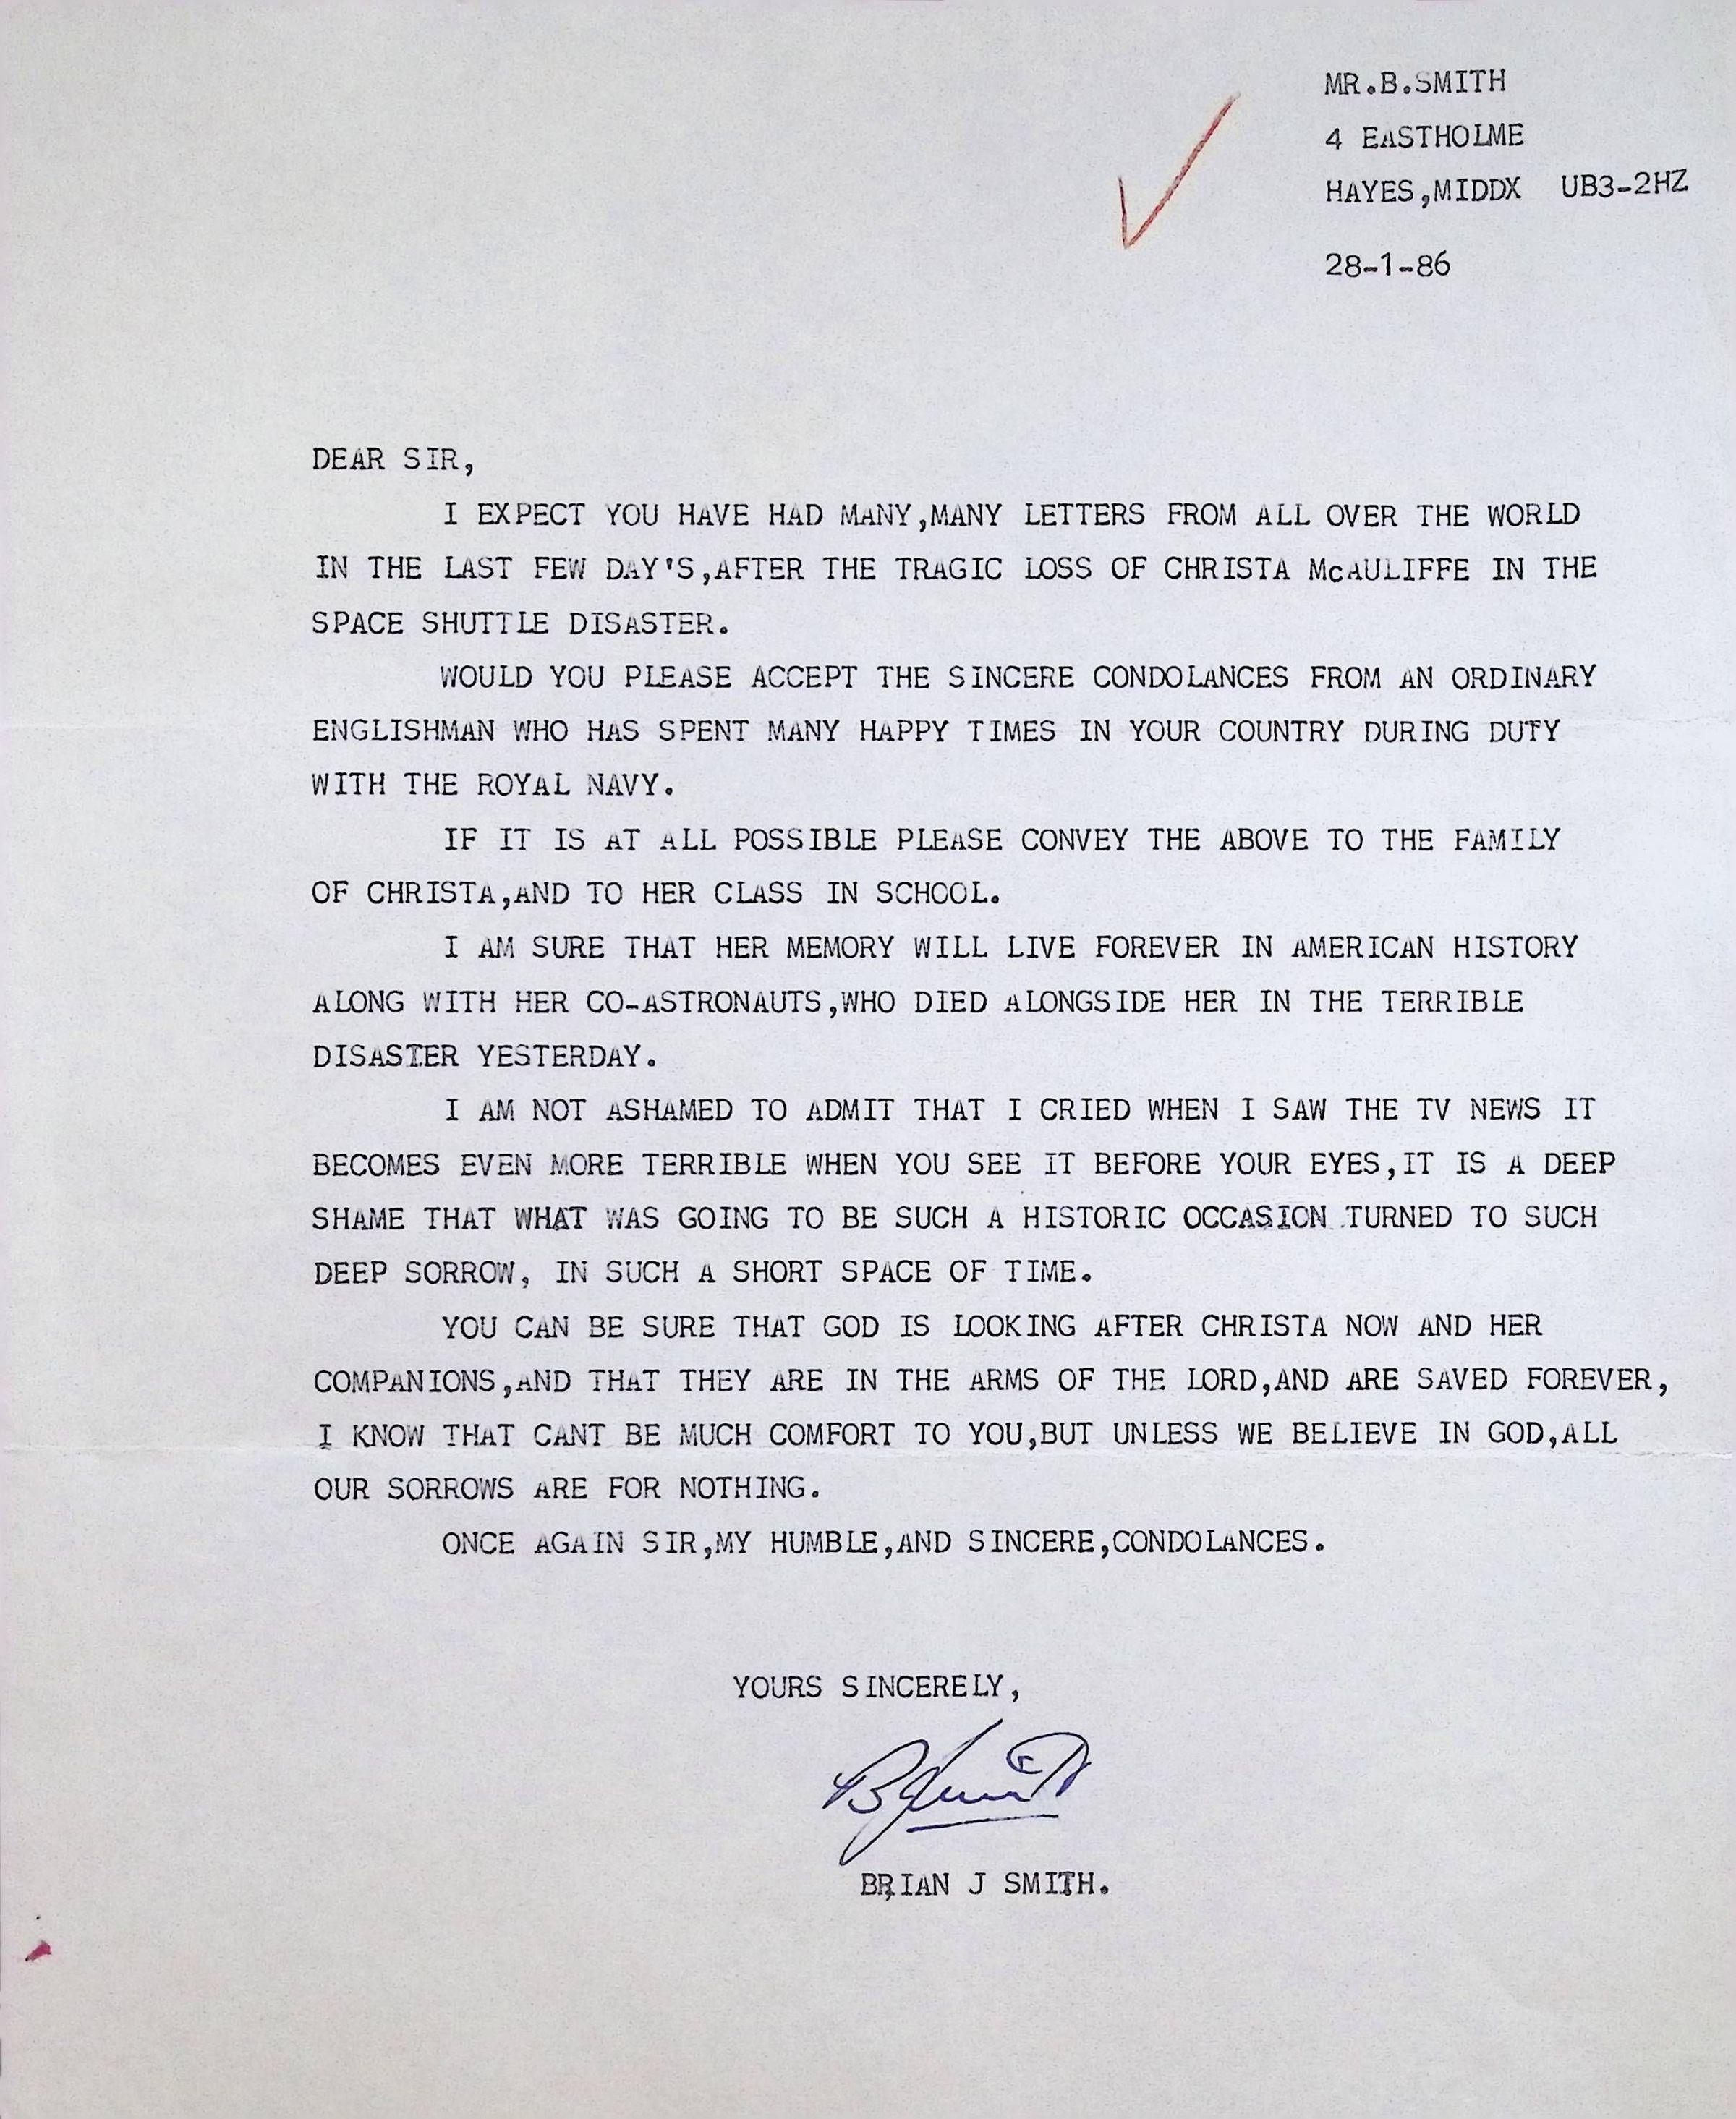 MR.B.SMITH
4 EASTHOLME
HAYES,MIDDX UB3-2HZ
28-1-86
DEAR SIR,
I EXPECT YOU HAVE HAD MANY,MANY LETTERS FROM ALL OVER THE WORLD
IN THE LAST FEW DAY'S,AFTER THE TRAGIC LOSS OF CHRISTA McAULIFFE IN THE
SPACE SHUTTLE DISASTER.
WOULD YOU PLEASE ACCEPT THE SINCERE CONDOLANCES FROM AN ORDINARY
ENGLISHMAN WHO HAS SPENT MANY HAPPY TIMES IN YOUR COUNTRY DURING DUTY
WITH THE ROYAL NAVY.
IF IT IS AT ALL POSSIBLE PLEASE CONVEY THE ABOVE TO THE FAMILY
OF CHRISTA,AND TO HER CLASS IN SCHOOL.
I AM SURE THAT HER MEMORY WILL LIVE FOREVER IN AMERICAN HISTORY
ALONG WITH HER CO-ASTRONAUTS,WHO DIED ALONGSIDE HER IN THE TERRIBLE
DISASTER YESTERDAY.
I AM NOT ASHAMED TO ADMIT THAT I CRIED WHEN I SAW THE TV NEWS IT
BECOMES EVEN MORE TERRIBLE WHEN YOU SEE IT BEFORE YOUR EYES,IT IS A DEEP
SHAME THAT WHAT WAS GOING TO BE SUCH A HISTORIC OCCASION TURNED TO SUCH
DEEP SORROW, IN SUCH A SHORT SPACE OF TIME.
YOU CAN BE SURE THAT GOD IS LOOKING AFTER CHRISTA NOW AND HER
COMPANIONS,AND THAT THEY ARE IN THE ARMS OF THE LORD,AND ARE SAVED FOREVER,
I KNOW THAT CANT BE MUCH COMFORT TO YOU,BUT UNLESS WE BELIEVE IN GOD,ALL
OUR SORROWS ARE FOR NOTHING.
ONCE AGAIN SIR,MY HUMBLE,AND SINCERE,CONDOLANCES.
YOURS SINCERELY,
BJSmith
BRIAN J SMITH.